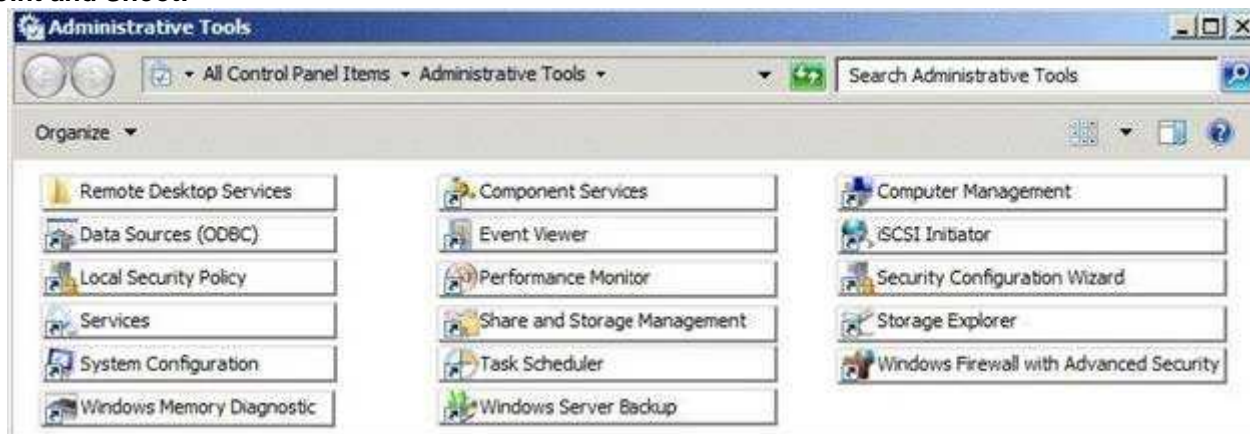 Administrative Tools
All Control Panel Items Administrative Tools
Search Administrative Tools
Organize
Remote Desktop Services Component Services Computer Management
Data Sources (ODBC) Event Viewer iSCSI Initiator
Local Security Policy Performance Monitor Security Configuration Wizard
Services Share and Storage Management Storage Explorer
System Configuration Task Scheduler Windows Firewall with Advanced Security
Windows Memory Diagnostic Windows Server Backup